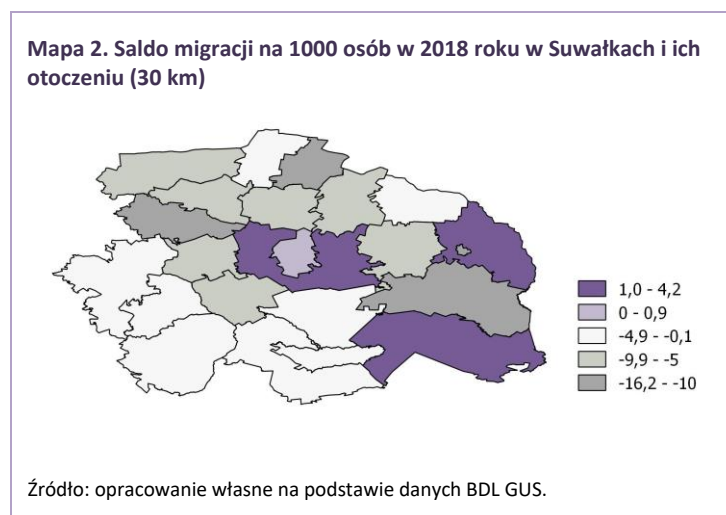 Mapa 2. Saldo migracji na 1000 osób w 2018 roku w Suwałkach i ich
otoczeniu (30 km)
1,0 - 4,2
0 - 0,9
-4,9 - -0,1
-9,9 - -5
-16,2 - -10
Źródło: opracowanie własne na podstawie danych BDL GUS.